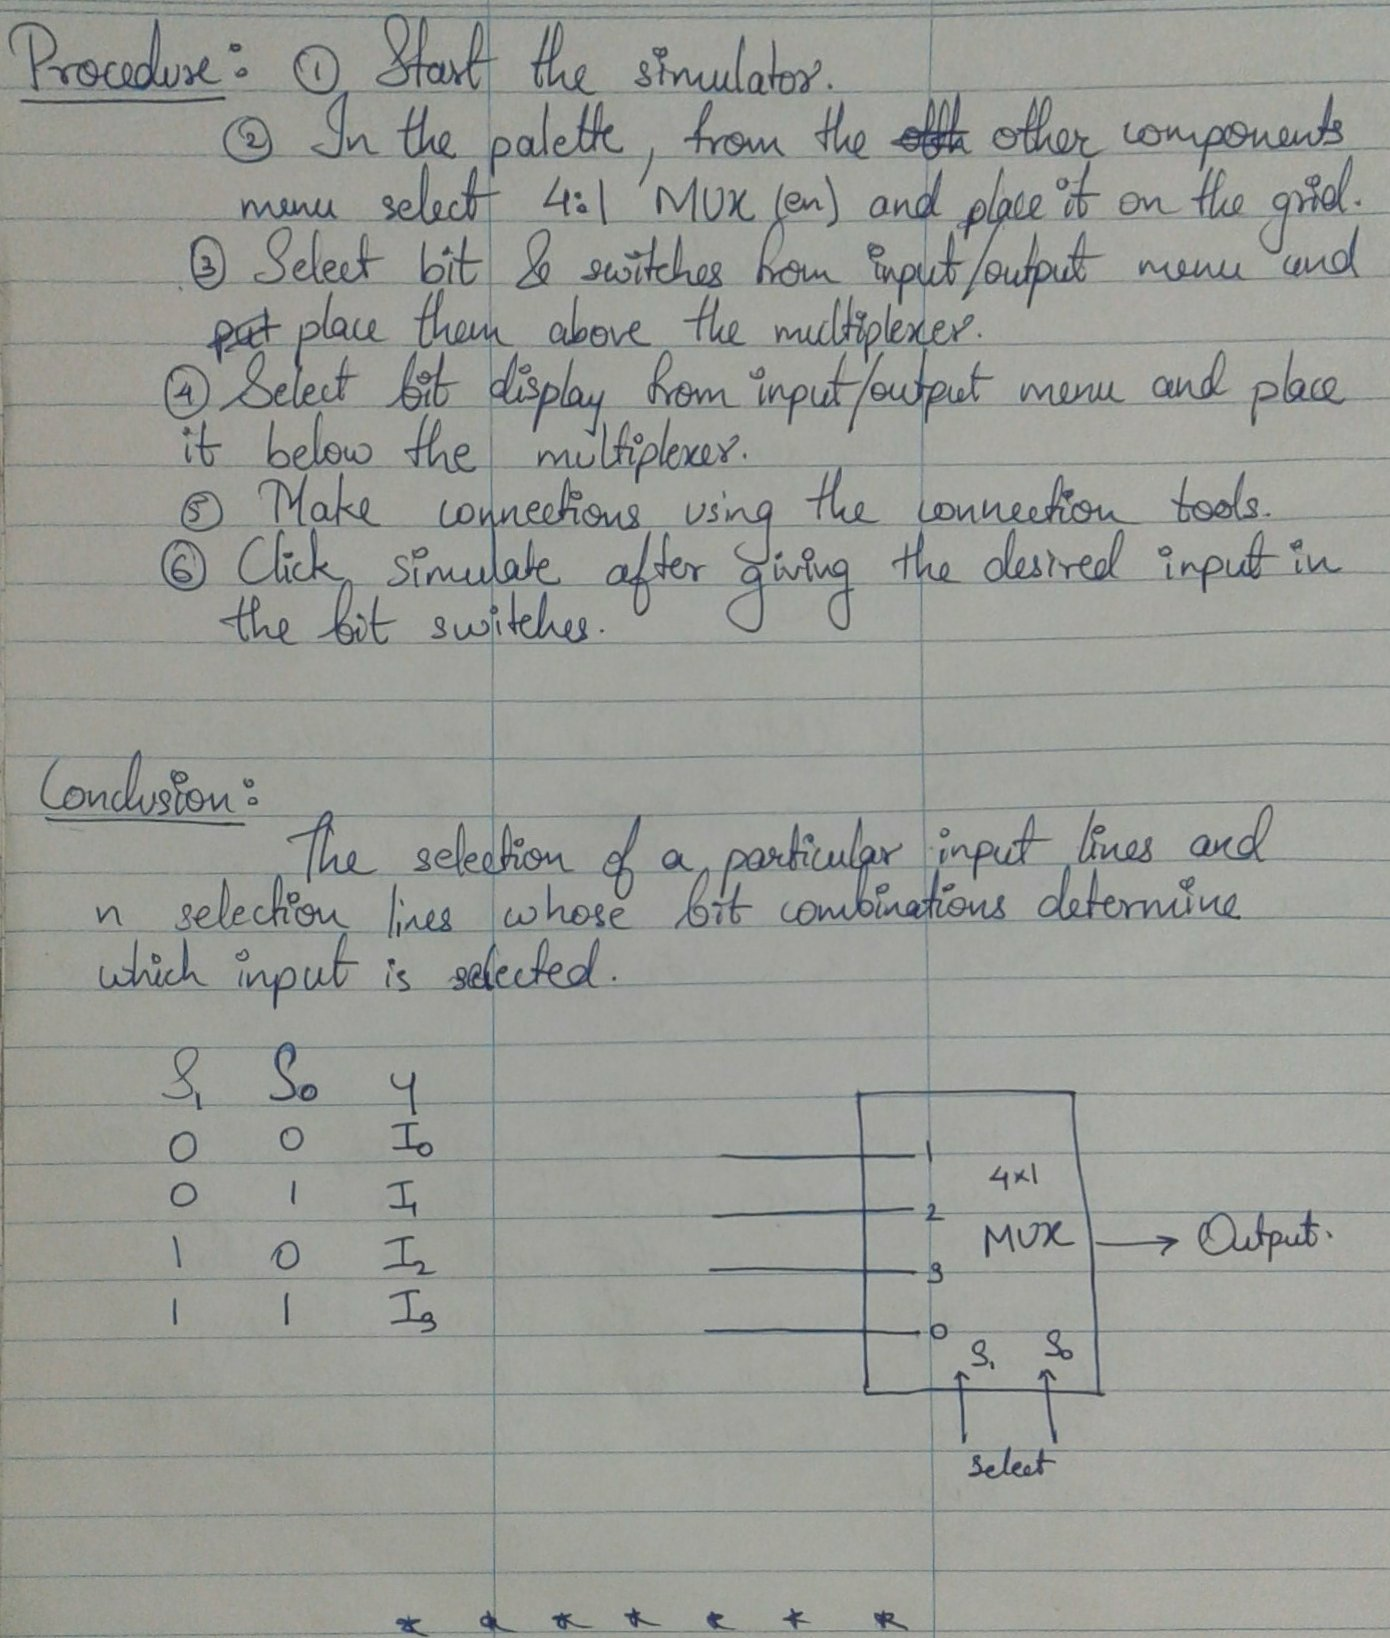 Procedure: ① Start the simulator.
② In the palette, from the other components
menu select 4:1 MUX (en) and place it on the grid.
③ Select bit & switches from input/output menu and
place them above the multiplexer.
④ Select bit display from input/output menu and place
it below the multiplexer.
⑤ Make connections using the connection tools.
⑥ Click simulate after giving the desired input in
the bit switches.
Conclusion:
The selection of a particular input lines and
n selection lines whose bit combinations determine
which input is selected.
S₁ S₀ Y
0 0 I₀
0 1 I₁
1 0 I₂
1 1 I₃
1
4x1
2
MUX → Output.
3
0
S₁ S₀
Select
* * * * * * *